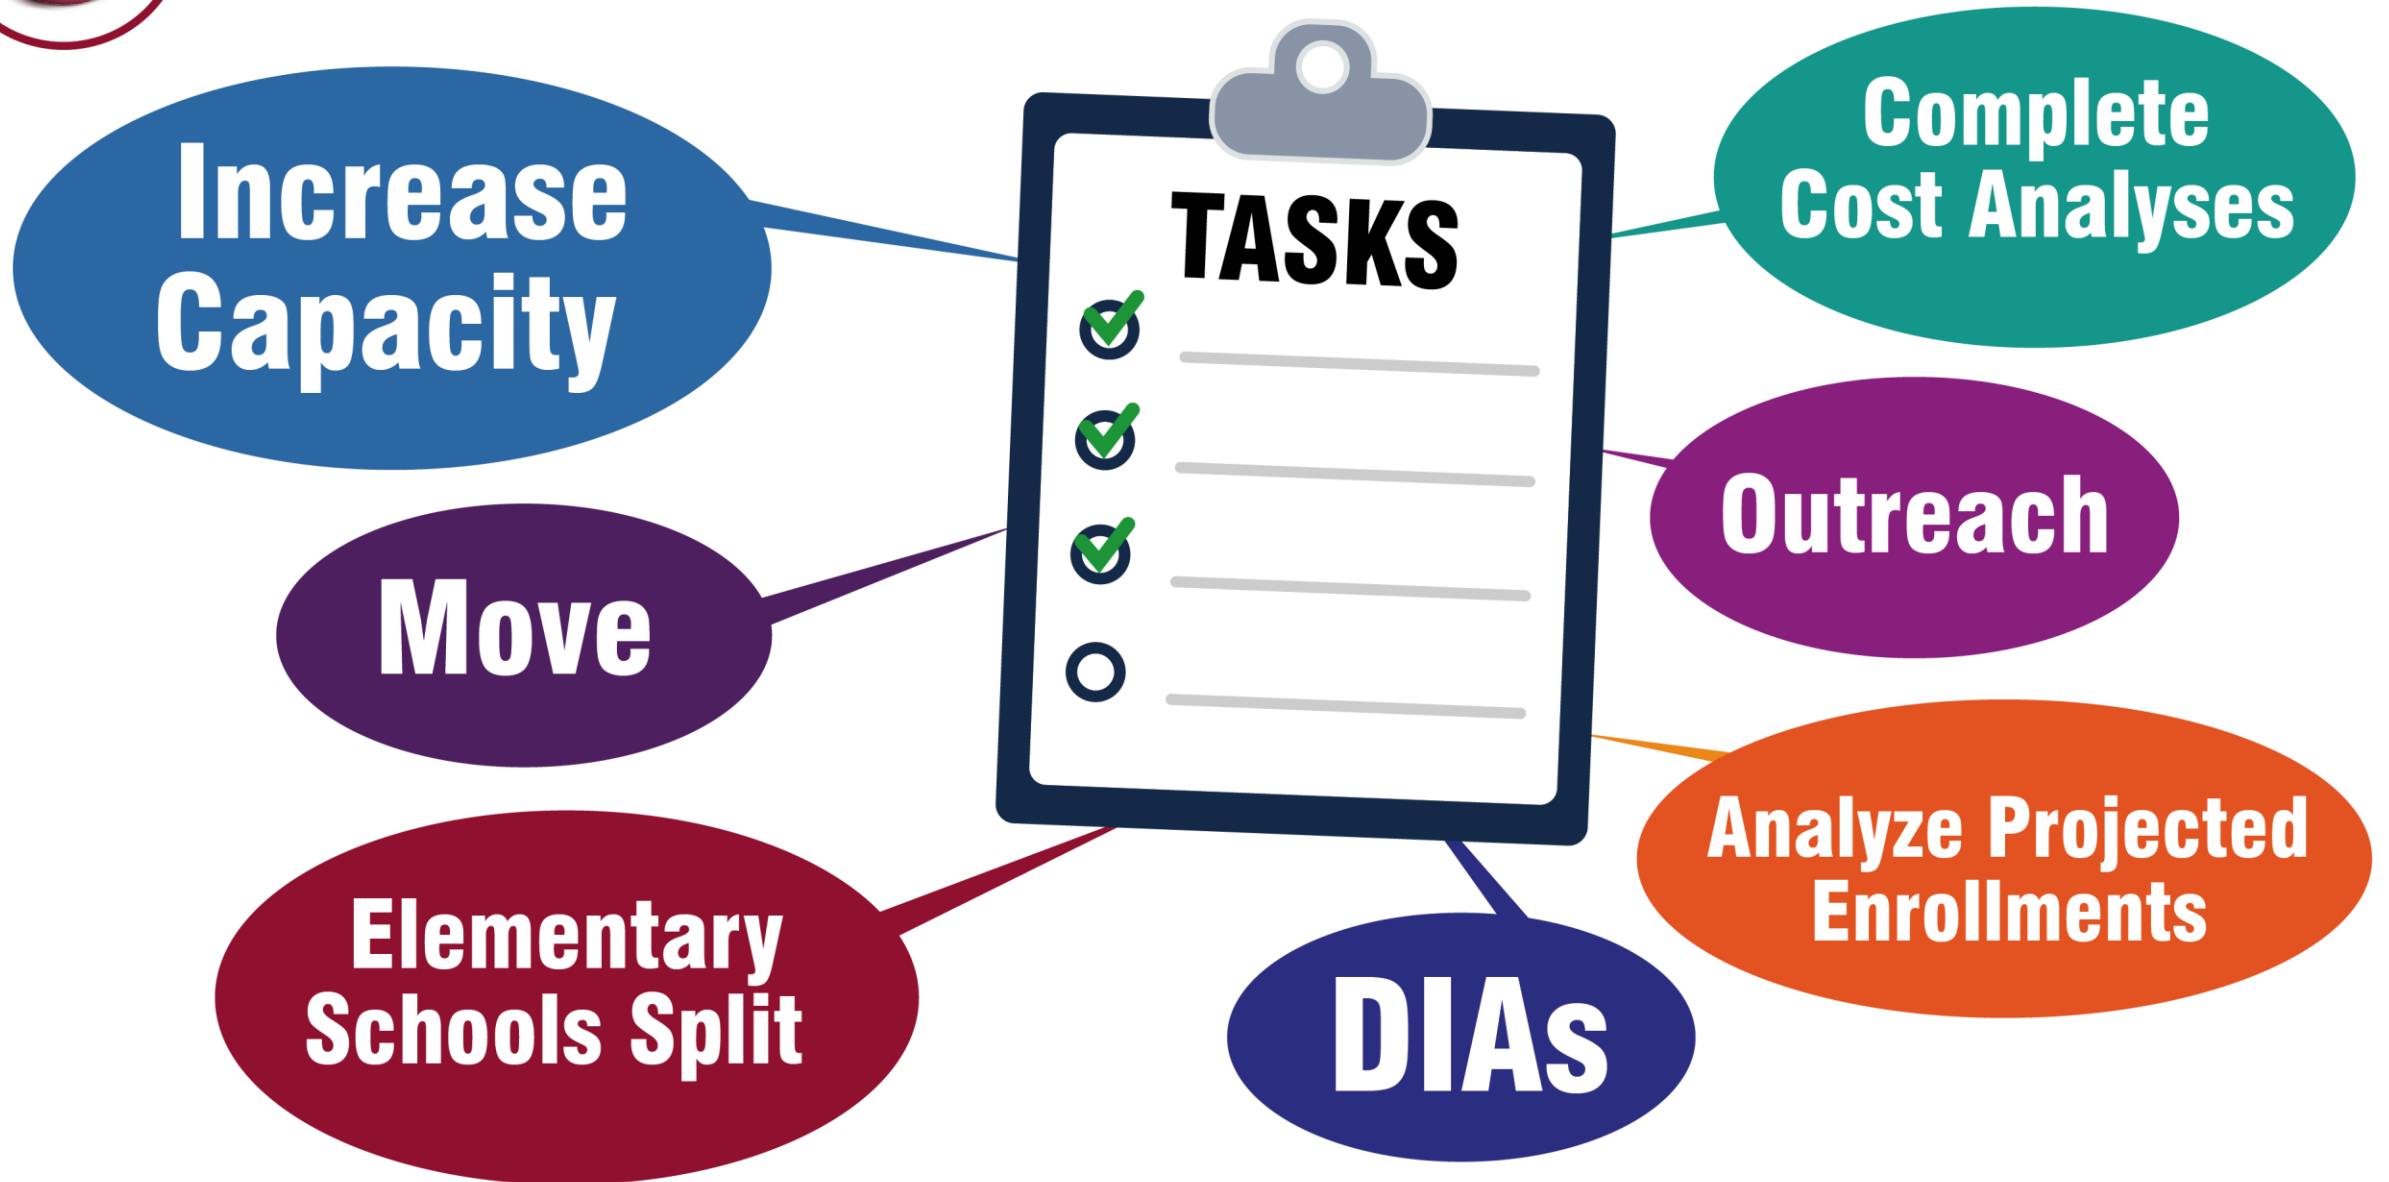 Increase
Capacity
Move
Elementary
Schools Split
TASKS
Complete
Cost Analyses
Outreach
Analyze Projected
Enrollments
DIAs